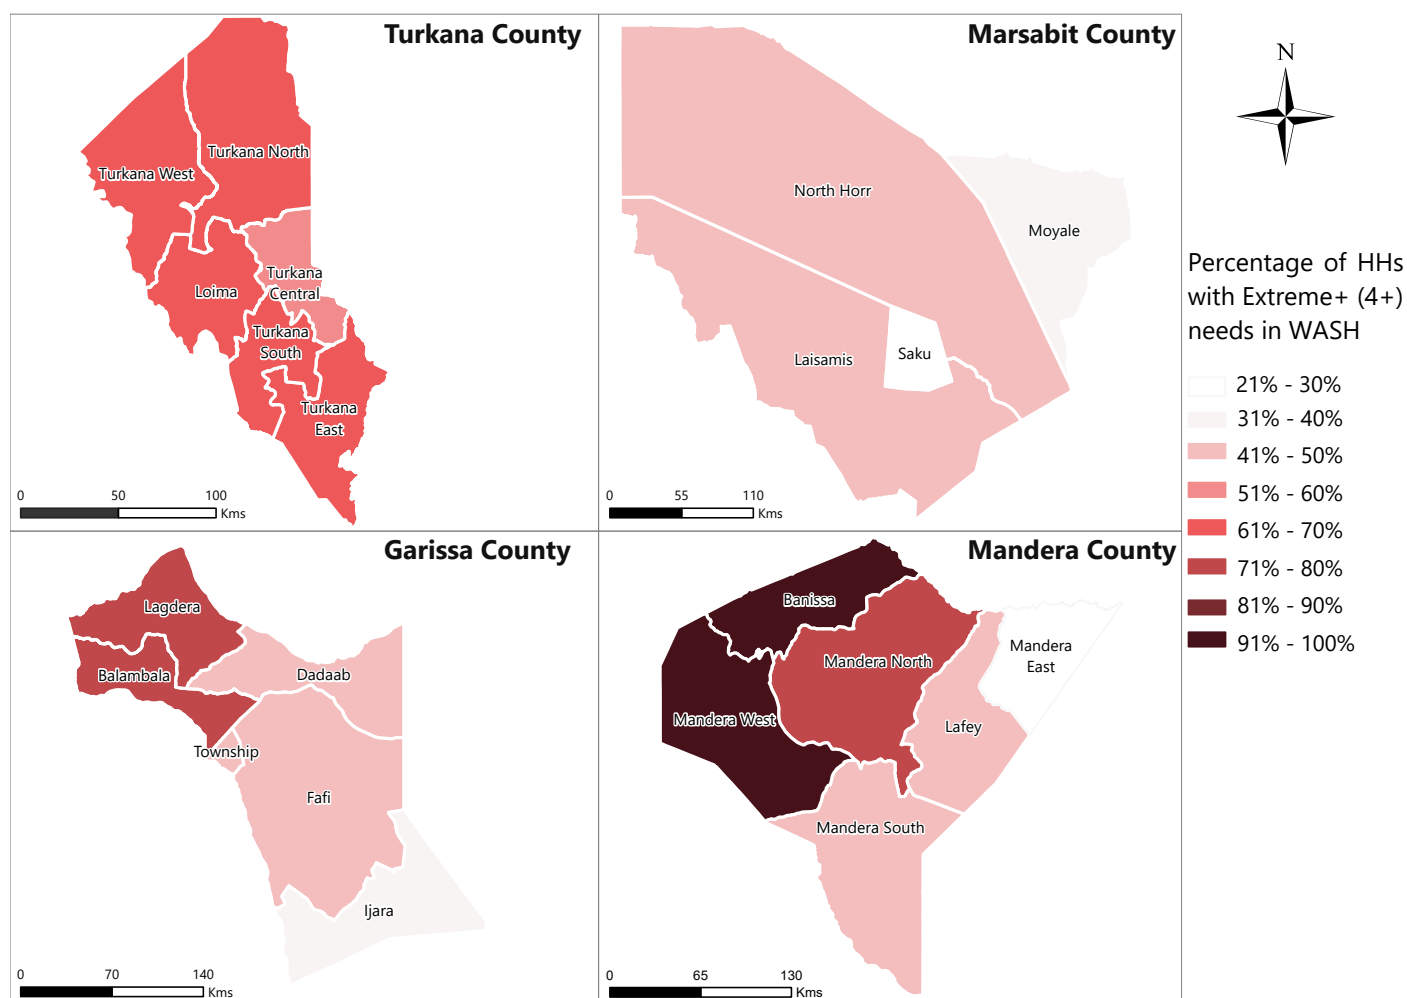 Turkana County
Turkana North
Turkana West
Loima
Turkana
Central
Turkana
South
Turkana
East
0 50 100
Kms
Marsabit County
North Horr
Moyale
Laisamis
Saku
0 55 110
Kms
Garissa County
Lagdera
Balambala
Dadaab
Township
Fafi
Ijara
0 70 140
Kms
Mandera County
Banissa
Mandera North
Mandera
East
Mandera West
Lafey
Mandera South
0 65 130
Kms
N
Percentage of HHs
with Extreme+ (4+)
needs in WASH
21% - 30%
31% - 40%
41% - 50%
51% - 60%
61% - 70%
71% - 80%
81% - 90%
91% - 100%